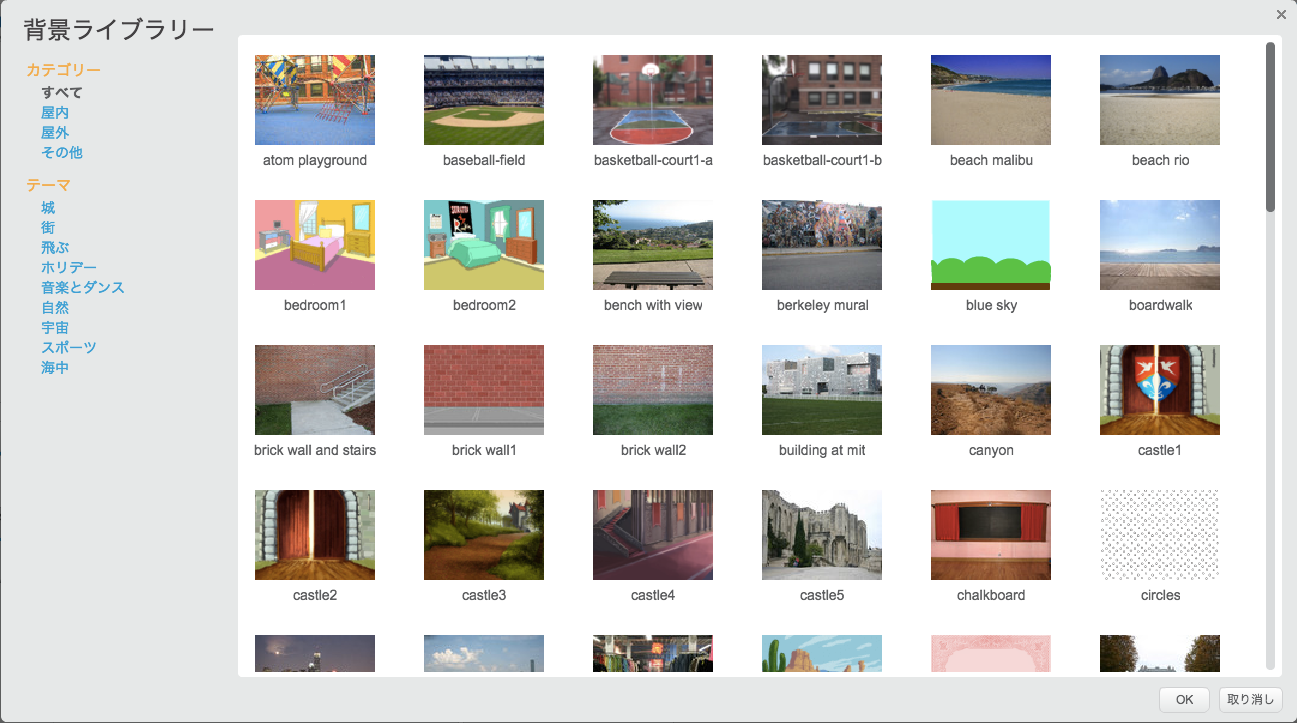 背景ライブラリー
×
カテゴリー
すべて
屋内
屋外
その他
テーマ
城
街
飛ぶ
ホリデー
音楽とダンス
自然
宇宙
スポーツ
海中
atom playground
baseball-field
basketball-court1-a
basketball-court1-b
beach malibu
beach rio
bedroom1
bedroom2
bench with view
berkeley mural
blue sky
boardwalk
brick wall and stairs
brick wall1
brick wall2
building at mit
canyon
castle1
castle2
castle3
castle4
castle5
chalkboard
circles
OK
取り消し